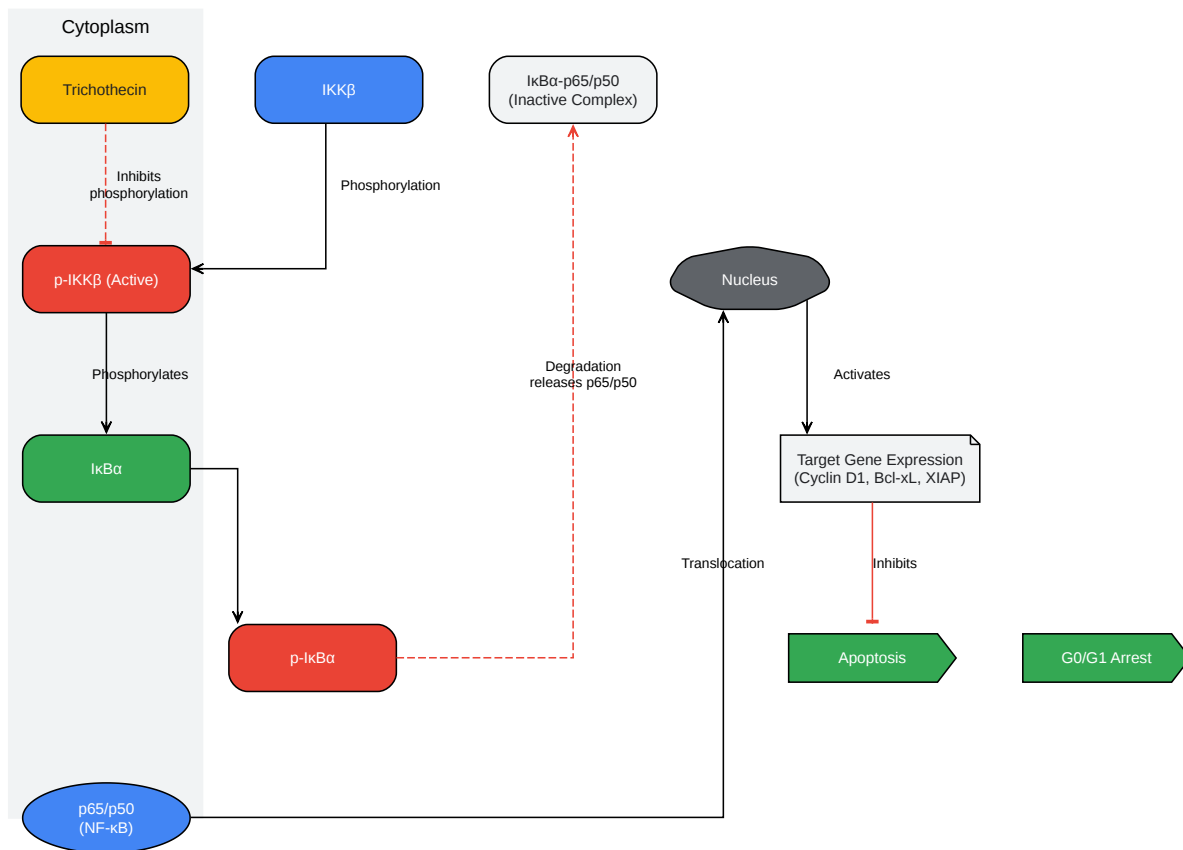 Cytoplasm
Trichothecin
IKKβ
IκBα-p65/p50
(Inactive Complex)
Inhibits
phosphorylation
Phosphorylation
p-IKKβ (Active)
Nucleus
Phosphorylates
Degradation
releases p65/p50
Activates
IκBα
Target Gene Expression
(Cyclin D1, Bcl-xL, XIAP)
Translocation
Inhibits
p-IκBα
Apoptosis
G0/G1 Arrest
p65/p50
(NF-κB)